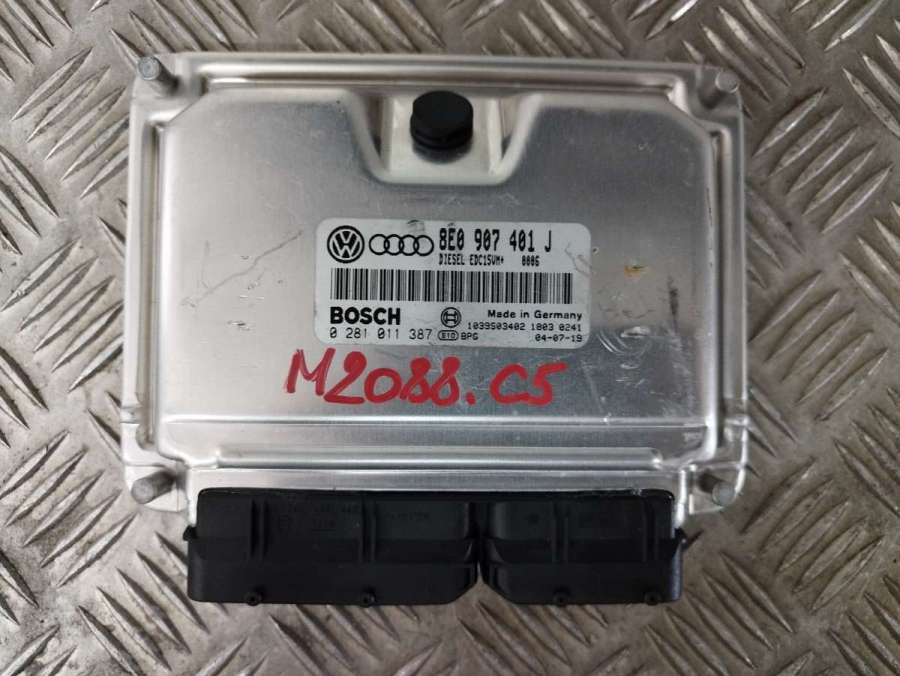 8E0 907 401 J
DIESEL EDC15VM+ 0006
BOSCH
Made in Germany
1039S03402 1803 0241
0 281 011 387 E1D BPG 04-07-19
M2088.C5